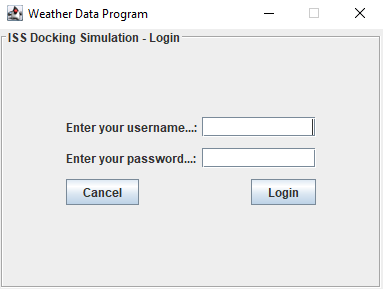 Weather Data Program
ISS Docking Simulation - Login
Enter your username...:
Enter your password...:
Cancel Login